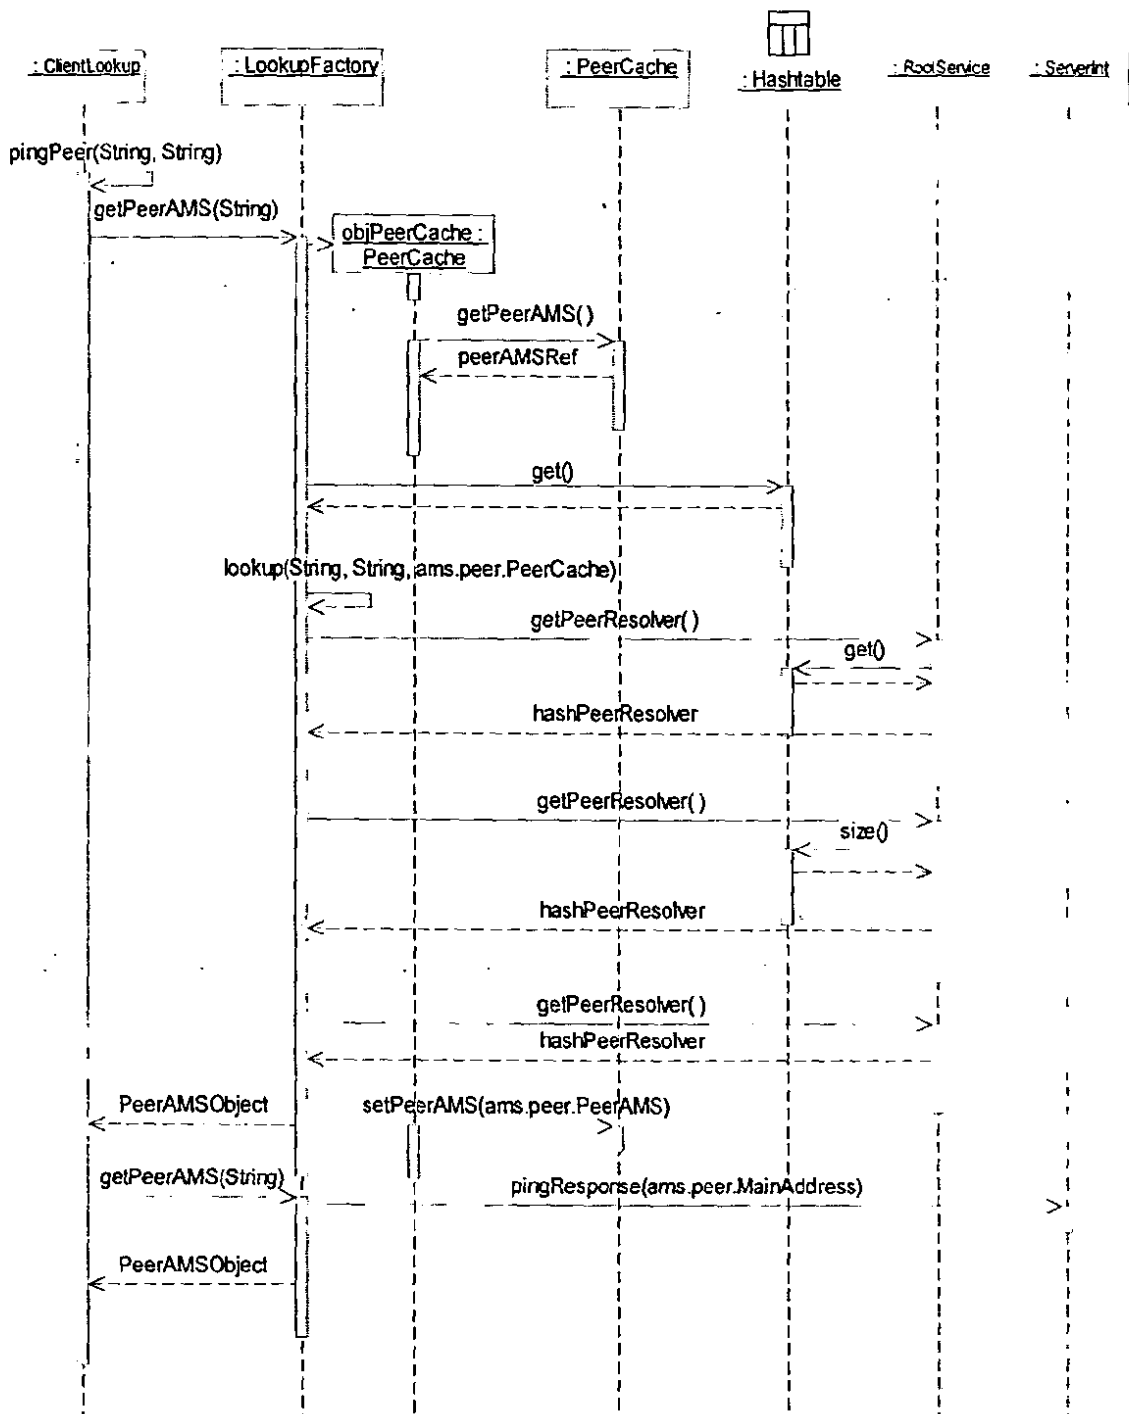 : ClientLookup
: LookupFactory
: PeerCache
: Hashtable
: RootService
: ServerInt
pingPeer(String, String)
getPeerAMS(String)
objPeerCache :
PeerCache
getPeerAMS()
peerAMSRef
get()
lookup(String, String, ams.peer.PeerCache)
getPeerResolver()
get()
hashPeerResolver
getPeerResolver()
size()
hashPeerResolver
getPeerResolver()
hashPeerResolver
PeerAMSObject
setPeerAMS(ams.peer.PeerAMS)
getPeerAMS(String)
pingResponse(ams.peer.MainAddress)
PeerAMSObject